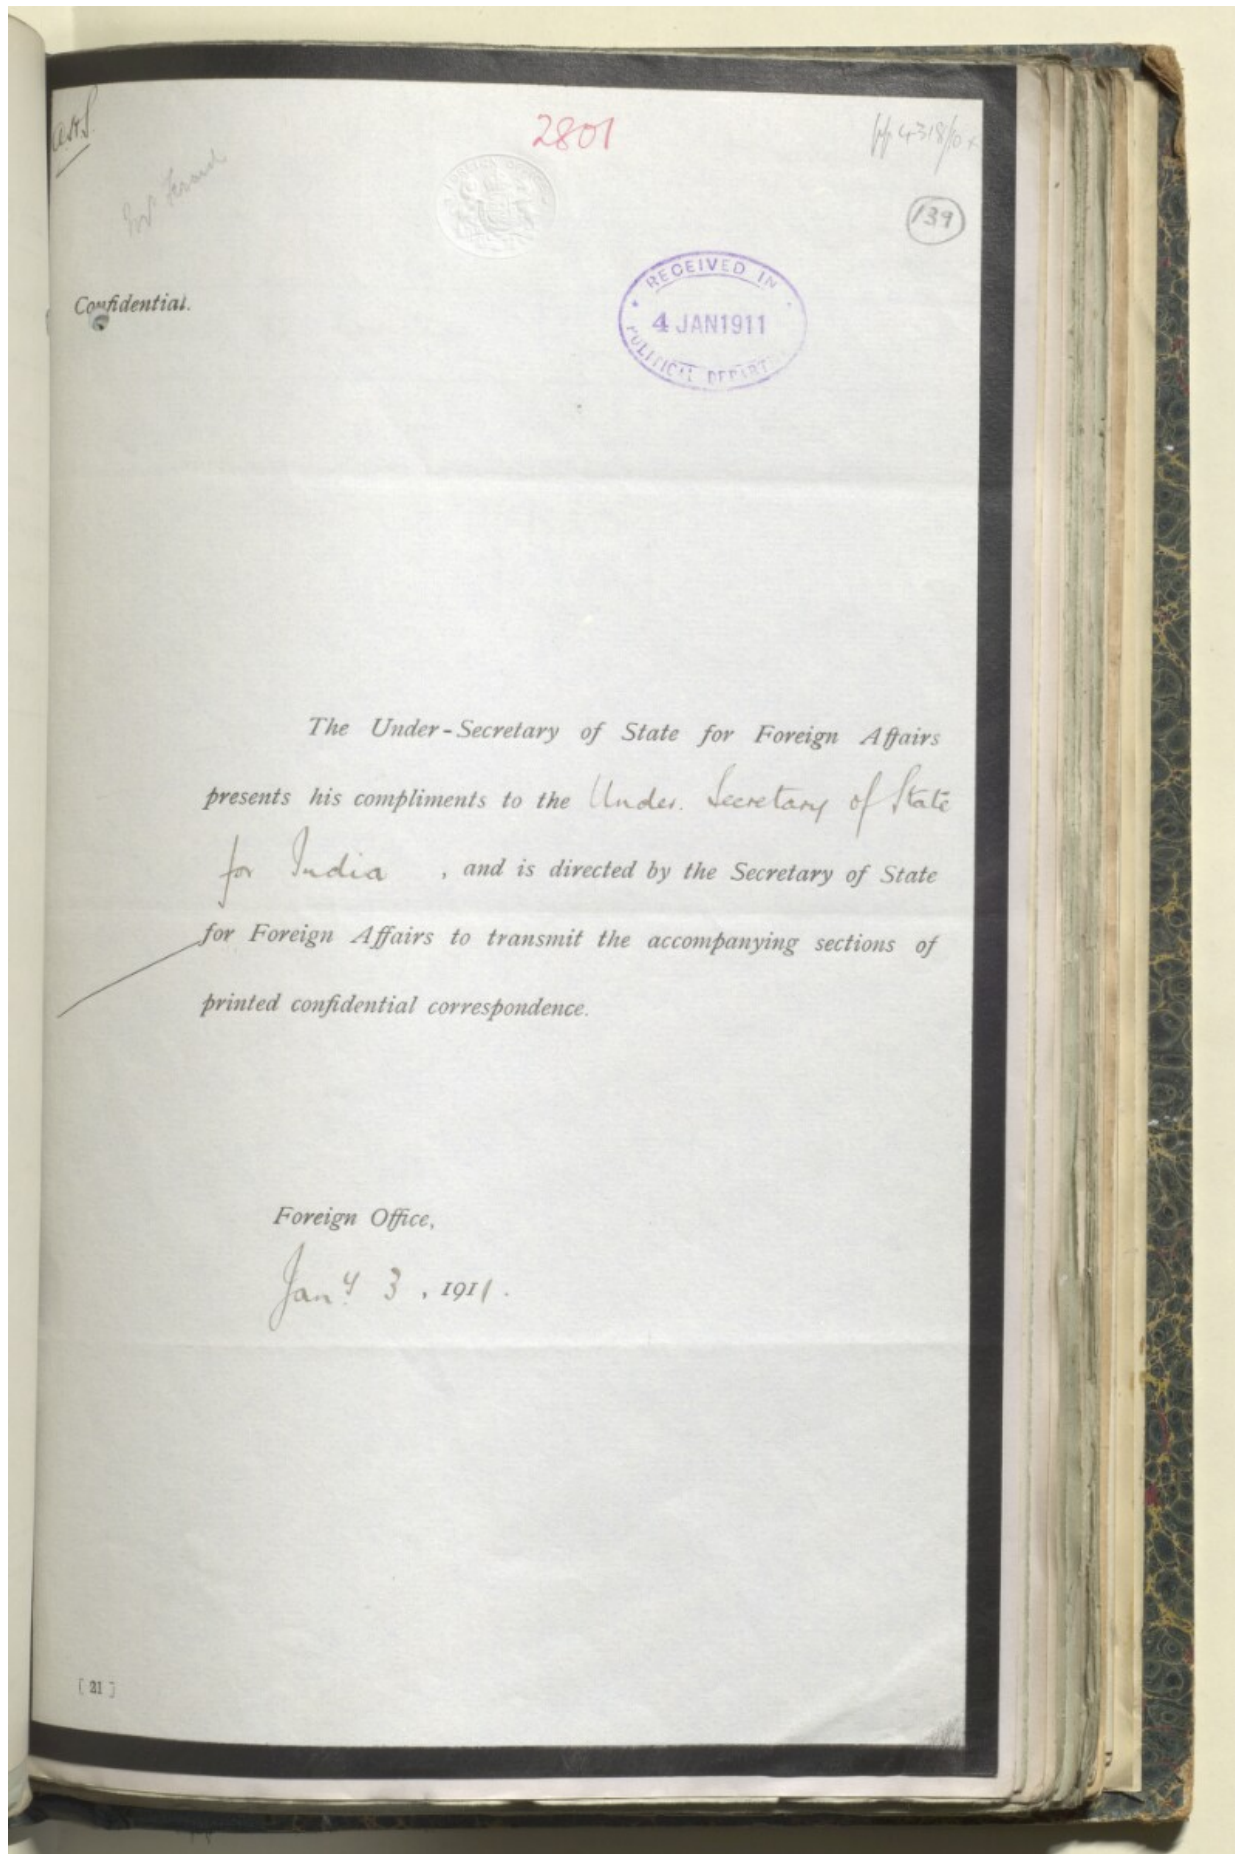 2801
139
Confidential.
RECEIVED IN
4 JAN 1911
POLITICAL DEPART
The Under-Secretary of State for Foreign Affairs
presents his compliments to the Under. Secretary of State
for India , and is directed by the Secretary of State
for Foreign Affairs to transmit the accompanying sections of
printed confidential correspondence.
Foreign Office,
Jany 3 , 1911.
[ 21 ]